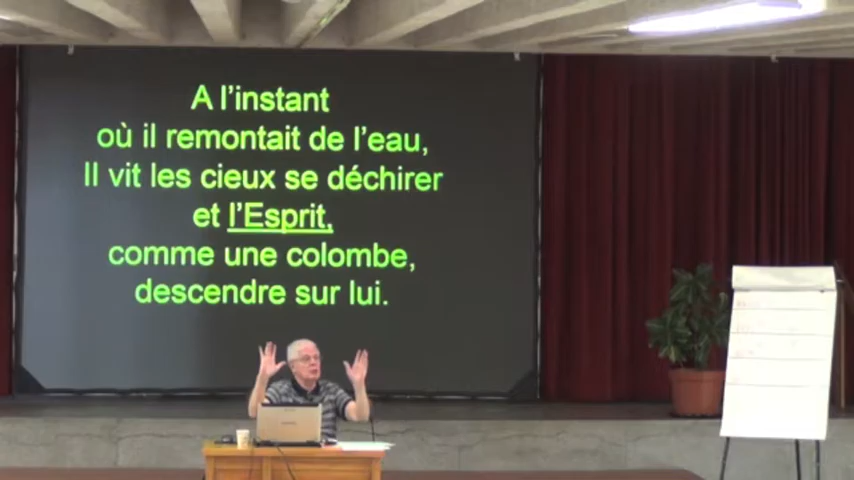 A l’instant
où il remontait de l’eau,
Il vit les cieux se déchirer
et l’Esprit,
comme une colombe,
descendre sur lui.